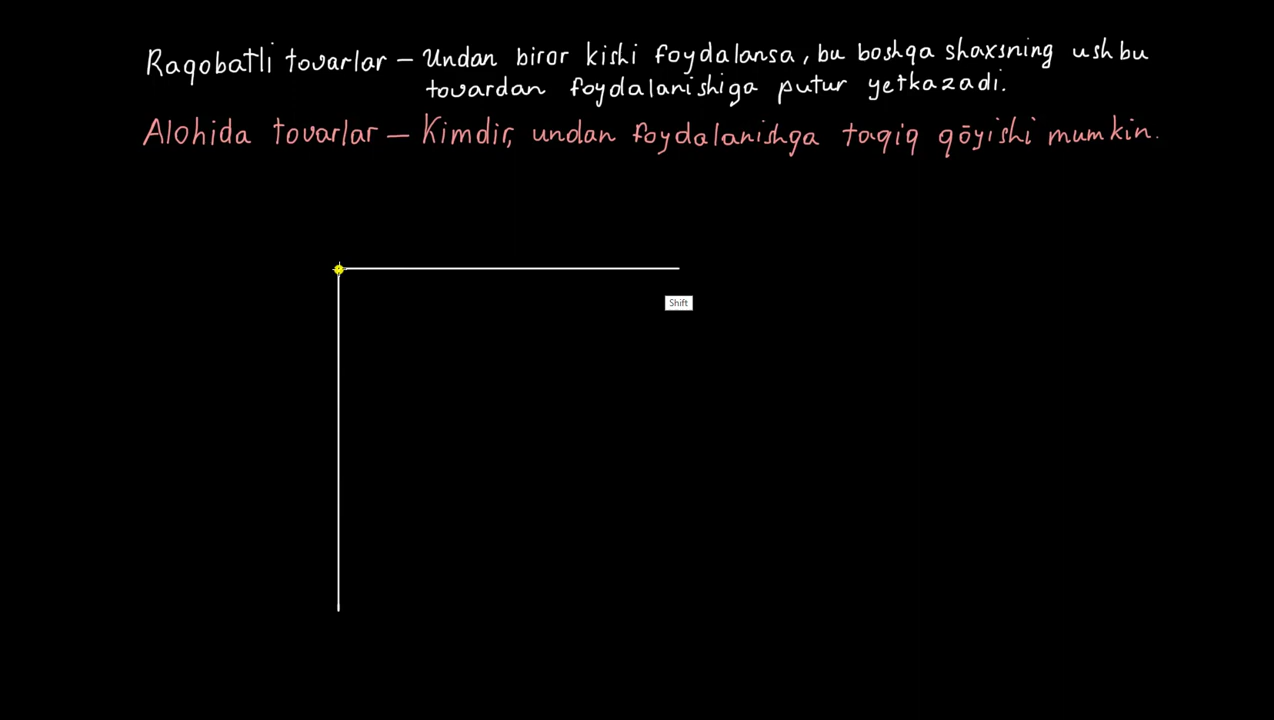 Raqobatli tovarlar – Undan biror kishi foydalansa, bu boshqa shaxsning ushbu
tovardan foydalanishiga putur yetkazadi.
Alohida tovarlar – Kimdir, undan foydalanishga taqiq qōyishi mumkin.
Shift